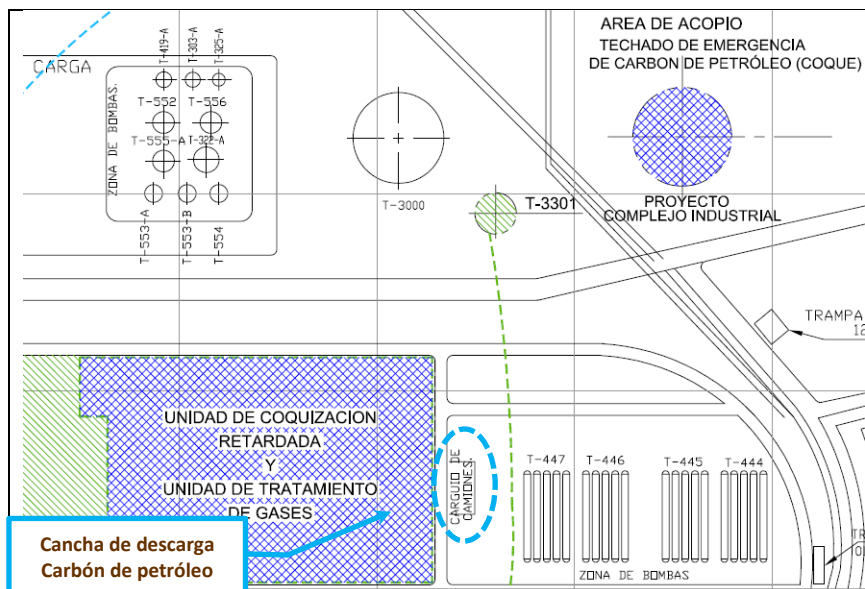 AREA DE ACOPIO
TECHADO DE EMERGENCIA
DE CARBON DE PETRÓLEO (COQUE)
CARGA
T-419-A
T-303-A
T-325-A
T-552
T-556
T-555-A
T-322-A
ZONA DE BOMBAS.
T-553-A
T-553-B
T-554
T-3000
T-3301
PROYECTO
COMPLEJO INDUSTRIAL
TRAMPA
12
UNIDAD DE COQUIZACION
RETARDADA
Y
UNIDAD DE TRATAMIENTO
DE GASES
CARGUIO DE
CAMIONES.
T-447
T-446
T-445
T-444
ZONA DE BOMBAS
TR
Cancha de descarga
Carbón de petróleo